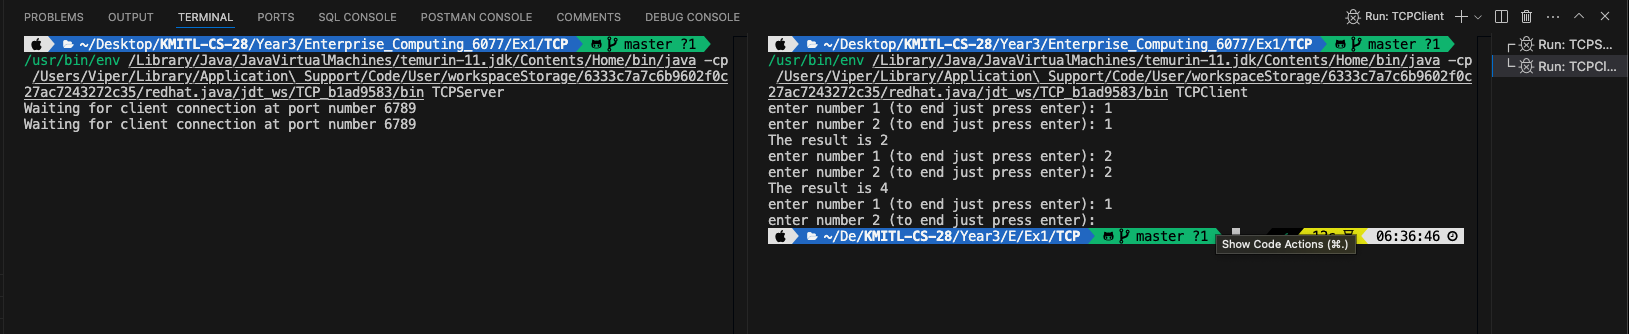 PROBLEMS OUTPUT TERMINAL PORTS SQL CONSOLE POSTMAN CONSOLE COMMENTS DEBUG CONSOLE
Run: TCPClient
~/Desktop/KMITL-CS-28/Year3/Enterprise_Computing_6077/Ex1/TCP master ?1
/usr/bin/env /Library/Java/JavaVirtualMachines/temurin-11.jdk/Contents/Home/bin/java -cp
/Users/Viper/Library/Application\ Support/Code/User/workspaceStorage/6333c7a7c6b9602f0c
27ac7243272c35/redhat.java/jdt_ws/TCP_b1ad9583/bin TCPServer
Waiting for client connection at port number 6789
Waiting for client connection at port number 6789
~/Desktop/KMITL-CS-28/Year3/Enterprise_Computing_6077/Ex1/TCP master ?1
/usr/bin/env /Library/Java/JavaVirtualMachines/temurin-11.jdk/Contents/Home/bin/java -cp
/Users/Viper/Library/Application\ Support/Code/User/workspaceStorage/6333c7a7c6b9602f0c
27ac7243272c35/redhat.java/jdt_ws/TCP_b1ad9583/bin TCPClient
enter number 1 (to end just press enter): 1
enter number 2 (to end just press enter): 1
The result is 2
enter number 1 (to end just press enter): 2
enter number 2 (to end just press enter): 2
The result is 4
enter number 1 (to end just press enter): 1
enter number 2 (to end just press enter):
~/De/KMITL-CS-28/Year3/E/Ex1/TCP master ?1 06:36:46
Show Code Actions (⌘.)
Run: TCPS...
Run: TCPCl...